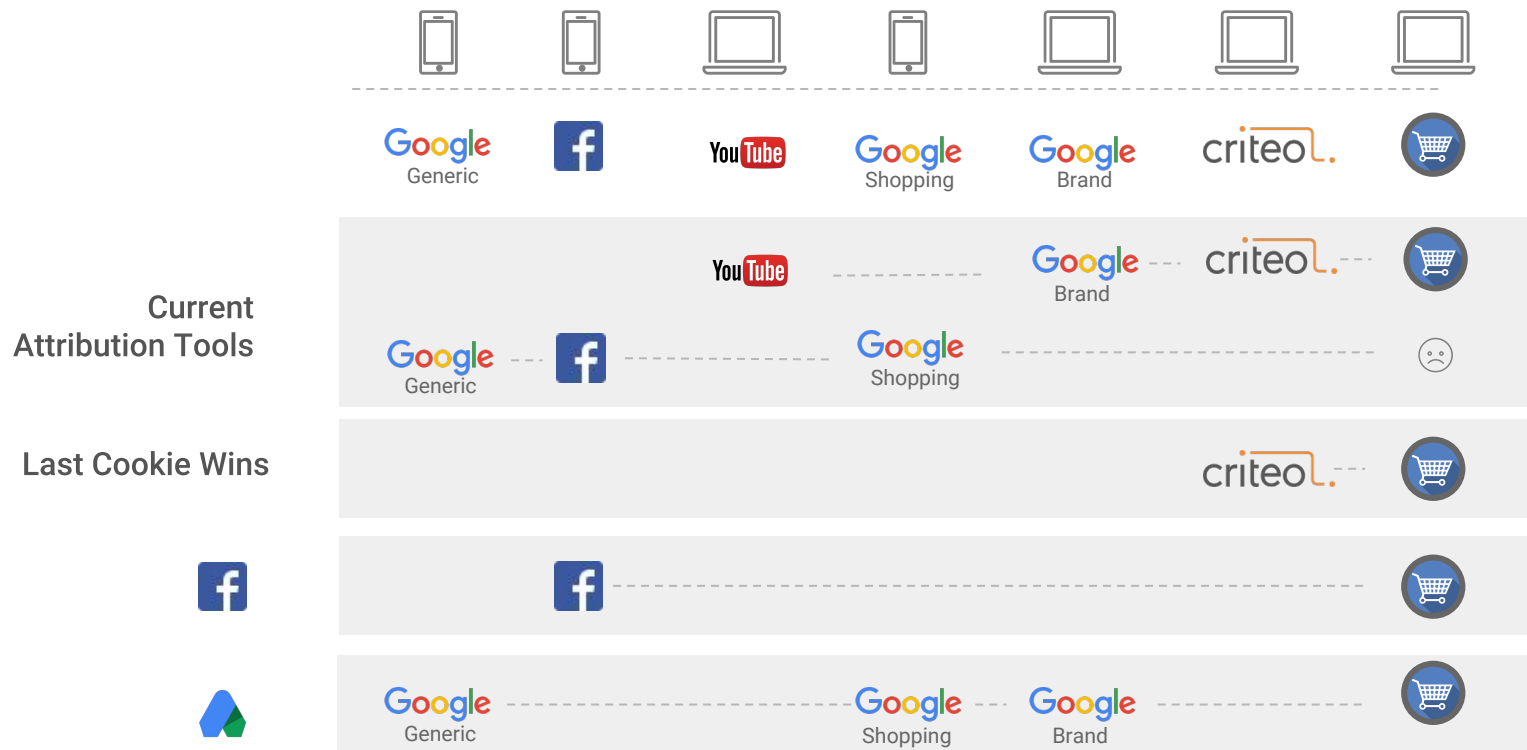 Google
Generic
f
YouTube
Google
Shopping
Google
Brand
criteo
Current
Attribution Tools
YouTube
Google
Brand
criteo
Google
Generic
f
Google
Shopping
Last Cookie Wins
criteo
f
f
Google
Generic
Google
Shopping
Google
Brand